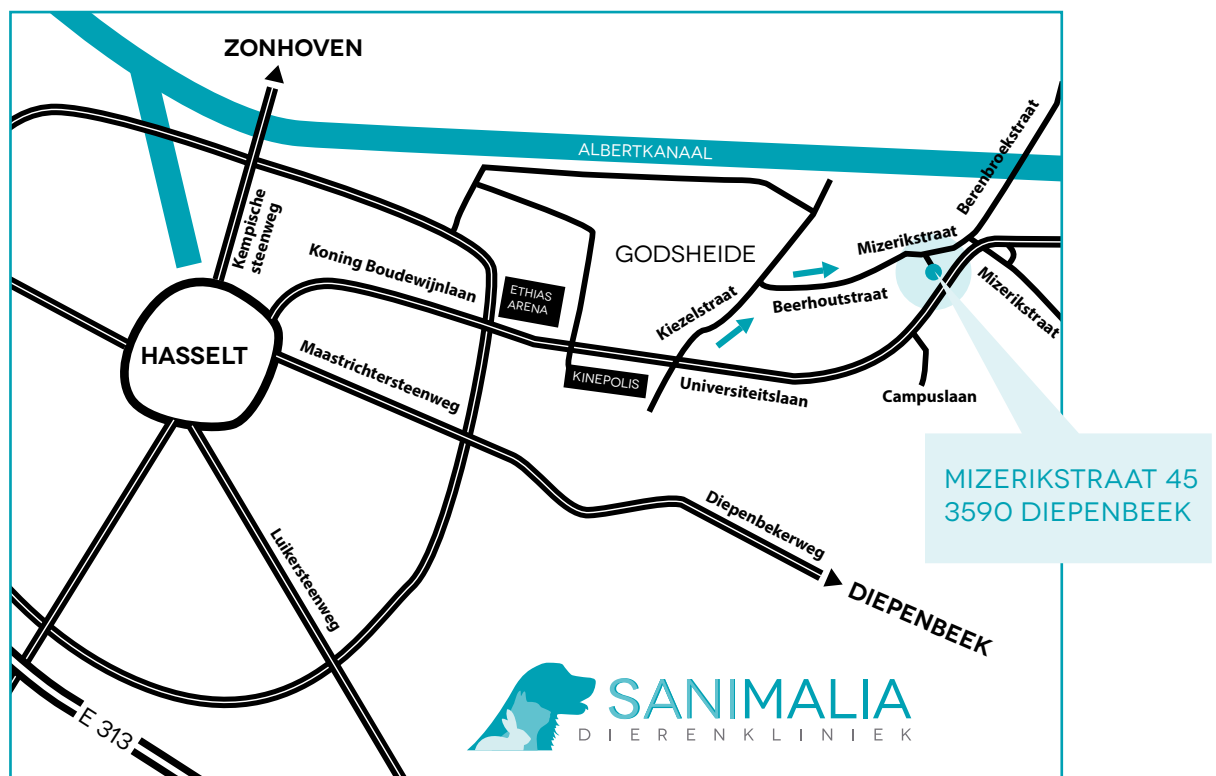 ZONHOVEN
ALBERTKANAAL
Berenbroekstraat
Kempische
steenweg
Koning Boudewijnlaan
GODSHEIDE
Mizerikstraat
ETHIAS
ARENA
Beerhoutstraat
Mizerikstraat
Kiezelstraat
HASSELT
Maastrichtersteenweg
KINEPOLIS
Universiteitslaan
Campuslaan
MIZERIKSTRAAT 45
3590 DIEPENBEEK
Diepenbekerweg
Luikersteenweg
DIEPENBEEK
E 313
SANIMALIA
DIERENKLINIEK